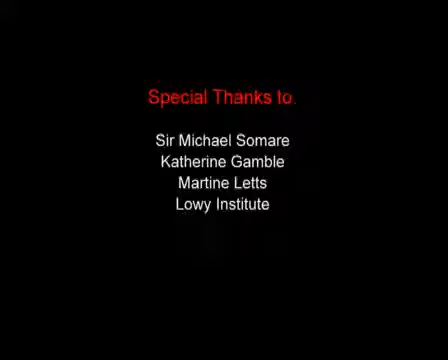 Special Thanks to.
Sir Michael Somare
Katherine Gamble
Martine Letts
Lowy Institute